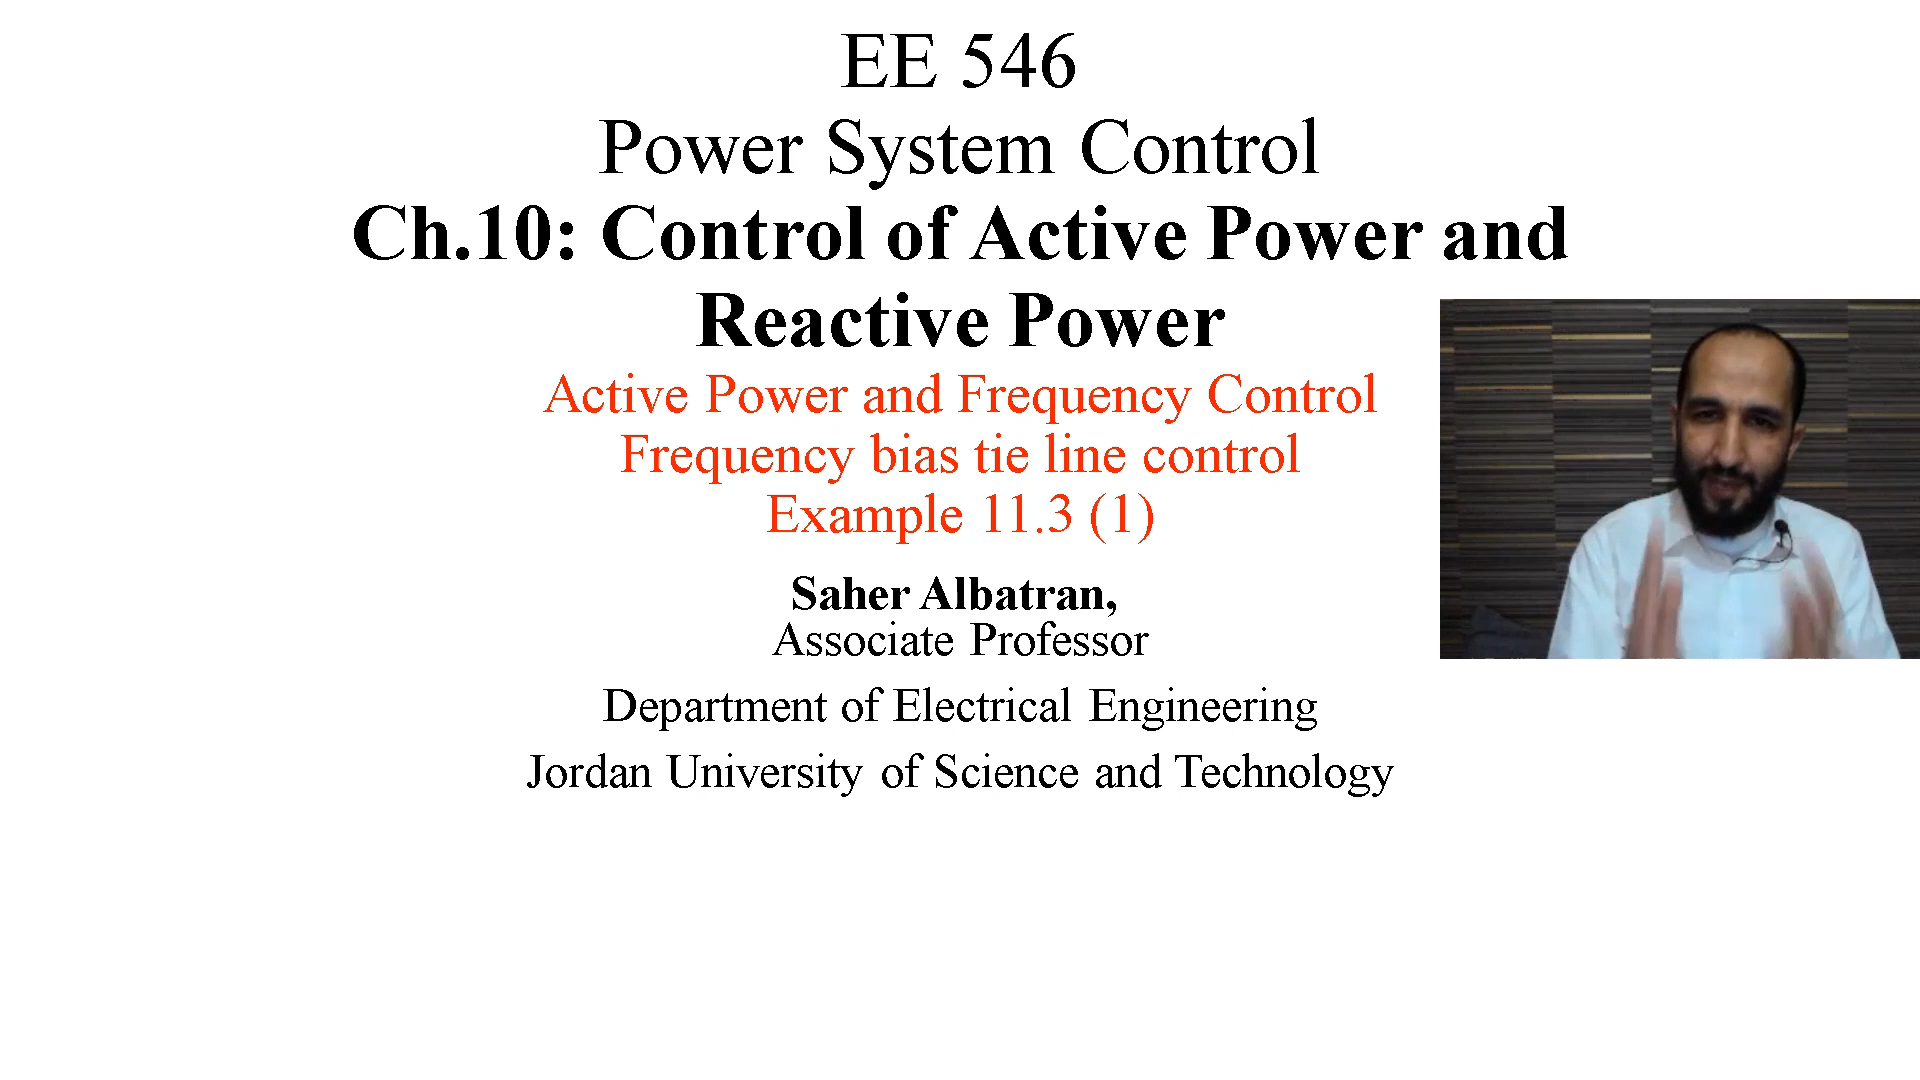 EE 546
Power System Control
Ch.10: Control of Active Power and
Reactive Power
Active Power and Frequency Control
Frequency bias tie line control
Example 11.3 (1)
Saher Albatran,
Associate Professor
Department of Electrical Engineering
Jordan University of Science and Technology